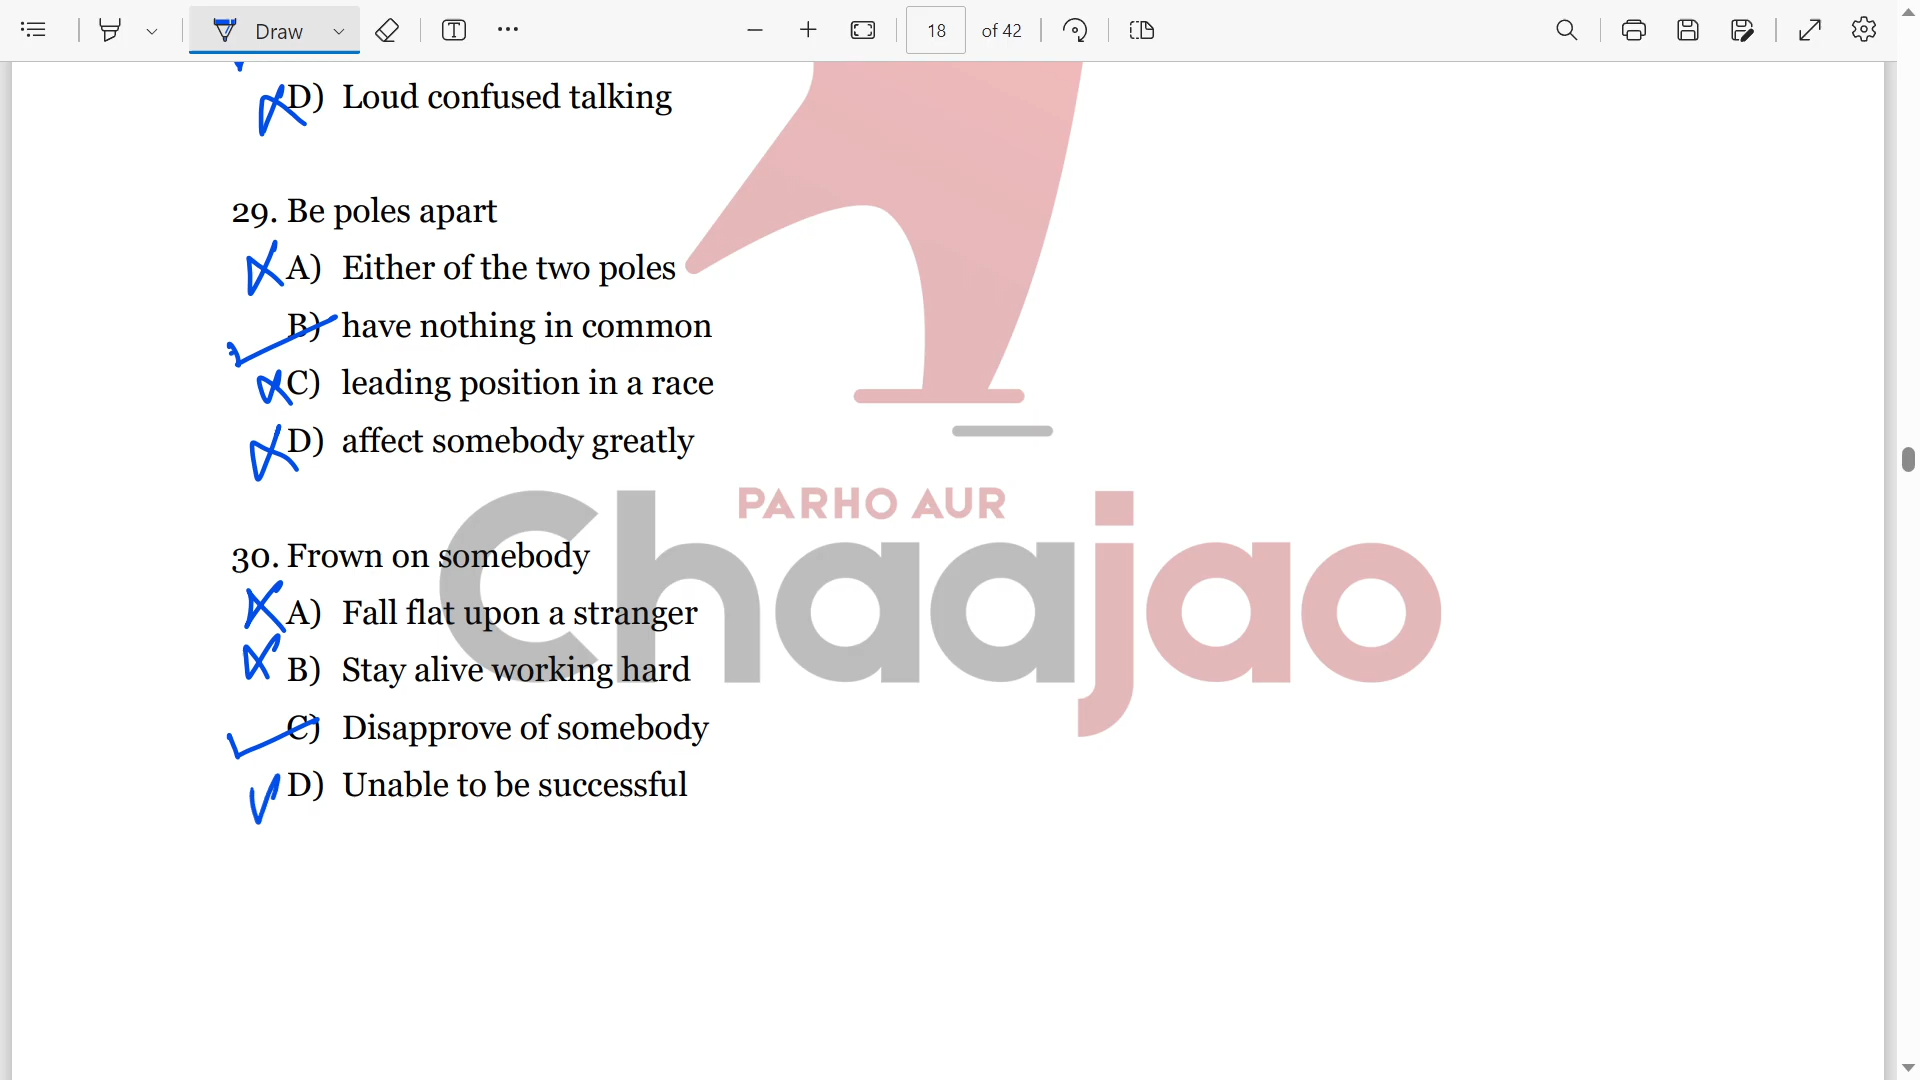 Draw
18 of 42
D) Loud confused talking
29. Be poles apart
A) Either of the two poles
B) have nothing in common
C) leading position in a race
D) affect somebody greatly
PARHO AUR
Chaajao
30. Frown on somebody
A) Fall flat upon a stranger
B) Stay alive working hard
C) Disapprove of somebody
D) Unable to be successful